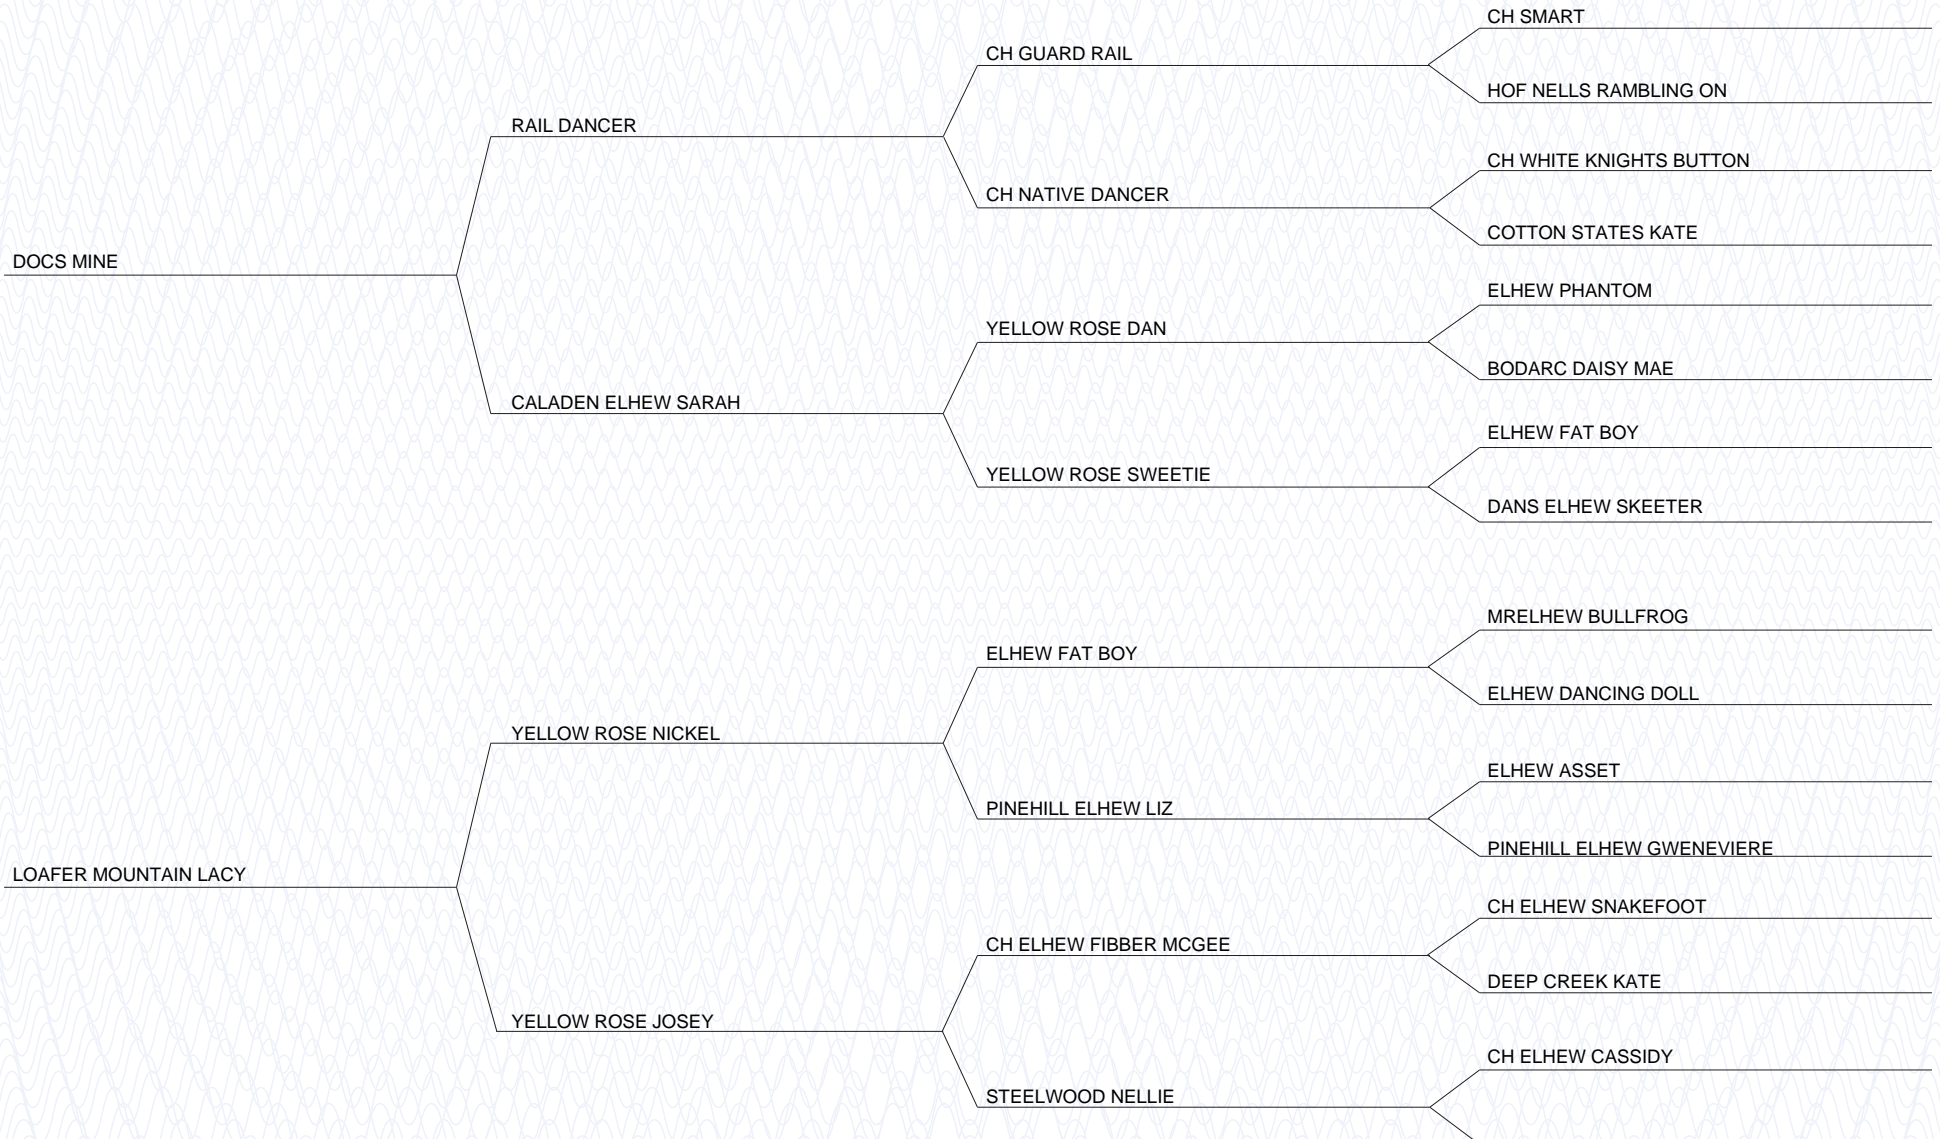 CH SMART
CH GUARD RAIL
HOF NELLS RAMBLING ON
RAIL DANCER
CH WHITE KNIGHTS BUTTON
CH NATIVE DANCER
COTTON STATES KATE
DOCS MINE
ELHEW PHANTOM
YELLOW ROSE DAN
BODARC DAISY MAE
CALADEN ELHEW SARAH
ELHEW FAT BOY
YELLOW ROSE SWEETIE
DANS ELHEW SKEETER
MRELHEW BULLFROG
ELHEW FAT BOY
ELHEW DANCING DOLL
YELLOW ROSE NICKEL
ELHEW ASSET
PINEHILL ELHEW LIZ
PINEHILL ELHEW GWENEVIERE
LOAFER MOUNTAIN LACY
CH ELHEW SNAKEFOOT
CH ELHEW FIBBER MCGEE
DEEP CREEK KATE
YELLOW ROSE JOSEY
CH ELHEW CASSIDY
STEELWOOD NELLIE